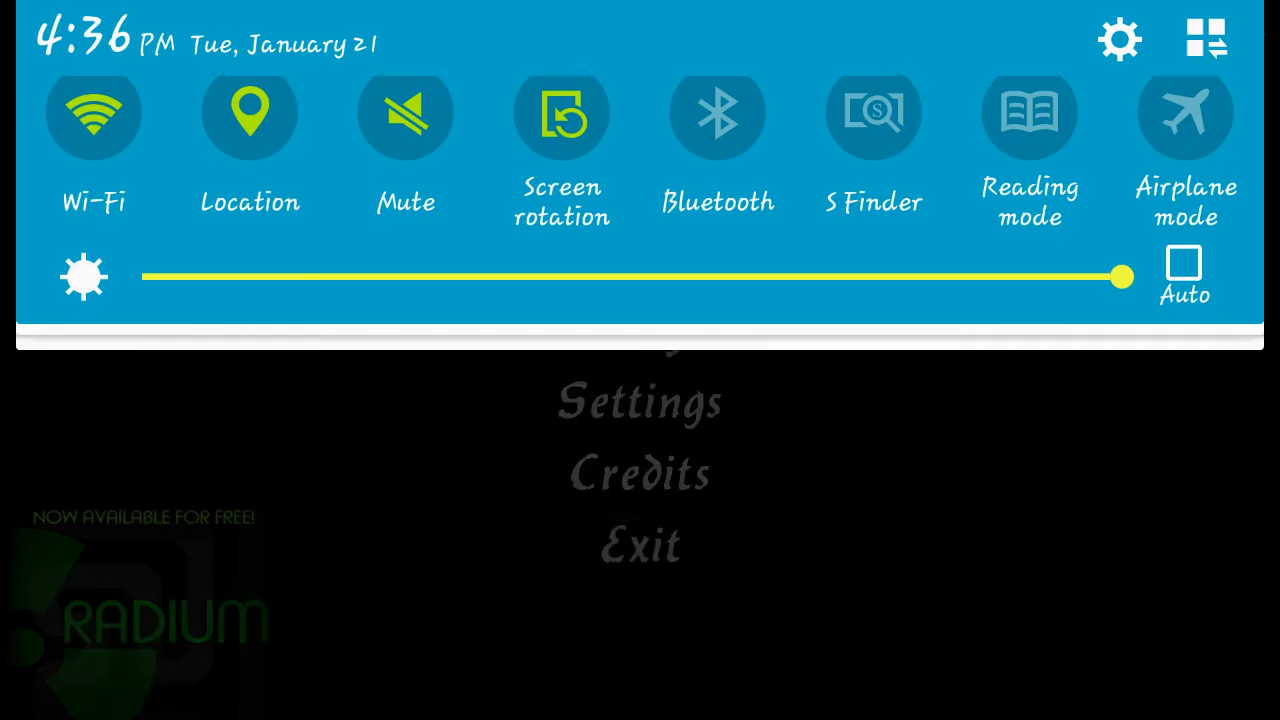 4:36 PM Tue, January 21
Wi-Fi
Location
Mute
Screen
rotation
Bluetooth
S Finder
Reading
mode
Airplane
mode
Auto
Settings
Credits
Exit
NOW AVAILABLE FOR FREE!
RADIUM